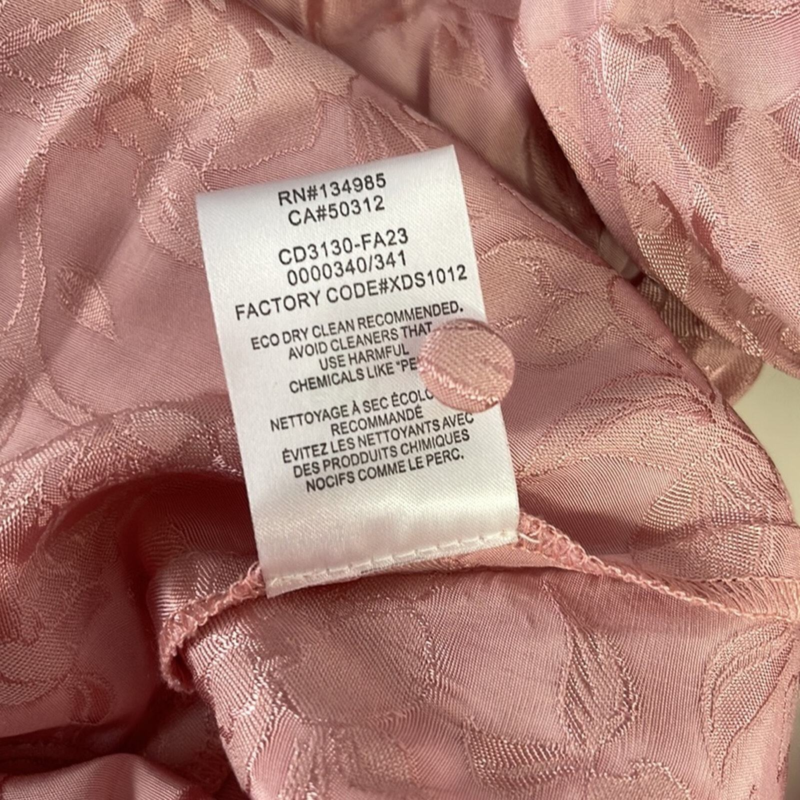 RN#134985
CA#50312
CD3130-FA23
0000340/341
FACTORY CODE#XDS1012
ECO DRY CLEAN RECOMMENDED.
AVOID CLEANERS THAT
USE HARMFUL
CHEMICALS LIKE
NETTOYAGE À SEC
RECOMMANDÉ
ÉVITEZ LES NETTOYANTS AVEC
DES PRODUITS CHIMIQUES
NOCIFS COMME LE PERC.